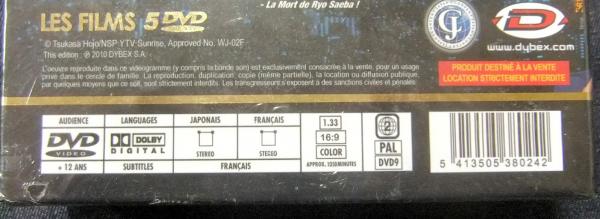 - La Mort de Ryo Saeba !
LES FILMS 5 DVD
© Tsukasa Hojo/NSP·YTV·Sunrise, Approved No. WJ-02F
This edition : ℗ 2010 DYBEX S.A.
www.dybex.com
L'oeuvre reproduite dans ce vidéogramme (y compris la bande son) est exclusivement consacrée à la vente, pour un usage
privé dans le cercle de famille. La reproduction, duplication, copie (même partielle), la location ou diffusion publique,
par quelques moyens que ce soit, sont strictement interdits. Les transgresseurs s'exposent à des sanctions civiles et pénales.
PRODUIT DESTINÉ À LA VENTE
LOCATION STRICTEMENT INTERDITE
AUDIENCE LANGUAGES JAPONAIS FRANÇAIS 1.33
DVD VIDEO DOLBY DIGITAL STEREO STEREO 16:9 COLOR 2 PAL
+ 12 ANS SUBTITLES FRANÇAIS APPROX. 1250MINUTES DVD9
5 413505 380242